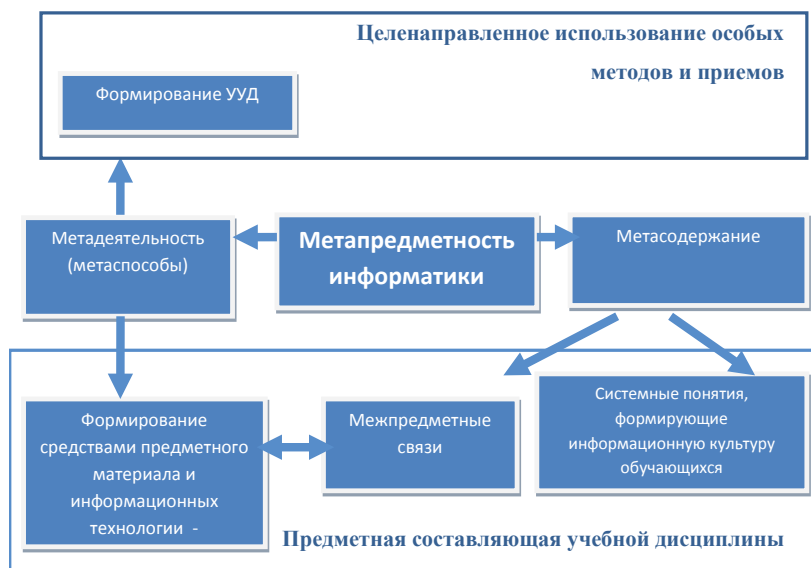 Целенаправленное использование особых
методов и приемов
Формирование УУД
Метадеятельность
(метаспособы)
Метапредметность
информатики
Метасодержание
Формирование
средствами предметного
материала и
информационных
технологии -
Межпредметные
связи
Системные понятия,
формирующие
информационную культуру
обучающихся
Предметная составляющая учебной дисциплины